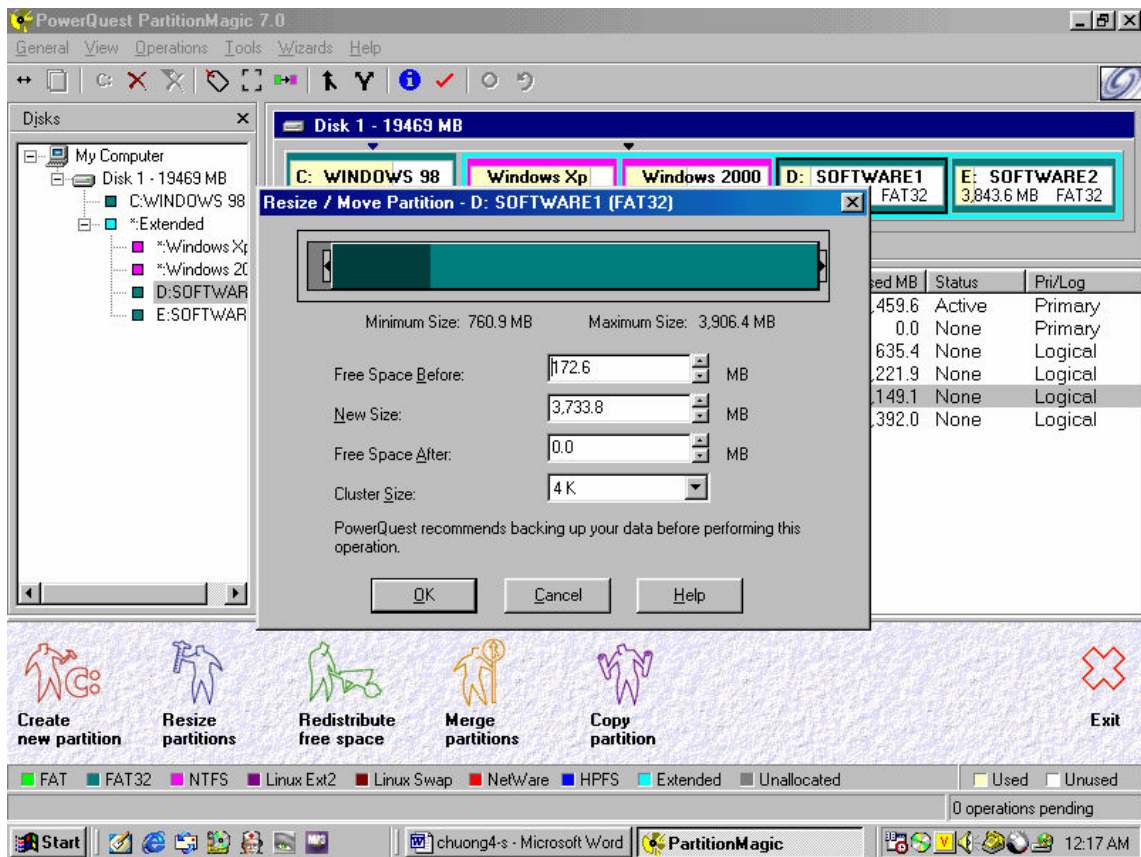 PowerQuest PartitionMagic 7.0
General View Operations Tools Wizards Help
Disks
My Computer
Disk 1 - 19469 MB
C:WINDOWS 98
*:Extended
*:Windows Xp
*:Windows 20
D:SOFTWAR
E:SOFTWAR
Disk 1 - 19469 MB
C: WINDOWS 98
Windows Xp
Windows 2000
D: SOFTWARE1
FAT32
E: SOFTWARE2
3,843.6 MB FAT32
sed MB Status Pri/Log
,459.6 Active Primary
0.0 None Primary
635.4 None Logical
,221.9 None Logical
,149.1 None Logical
,392.0 None Logical
Resize / Move Partition - D: SOFTWARE1 (FAT32)
Minimum Size: 760.9 MB Maximum Size: 3,906.4 MB
Free Space Before: 172.6 MB
New Size: 3,733.8 MB
Free Space After: 0.0 MB
Cluster Size: 4 K
PowerQuest recommends backing up your data before performing this
operation.
OK Cancel Help
Create
new partition
Resize
partitions
Redistribute
free space
Merge
partitions
Copy
partition
Exit
FAT FAT32 NTFS Linux Ext2 Linux Swap NetWare HPFS Extended Unallocated Used Unused
0 operations pending
Start chuong4-s - Microsoft Word PartitionMagic 12:17 AM